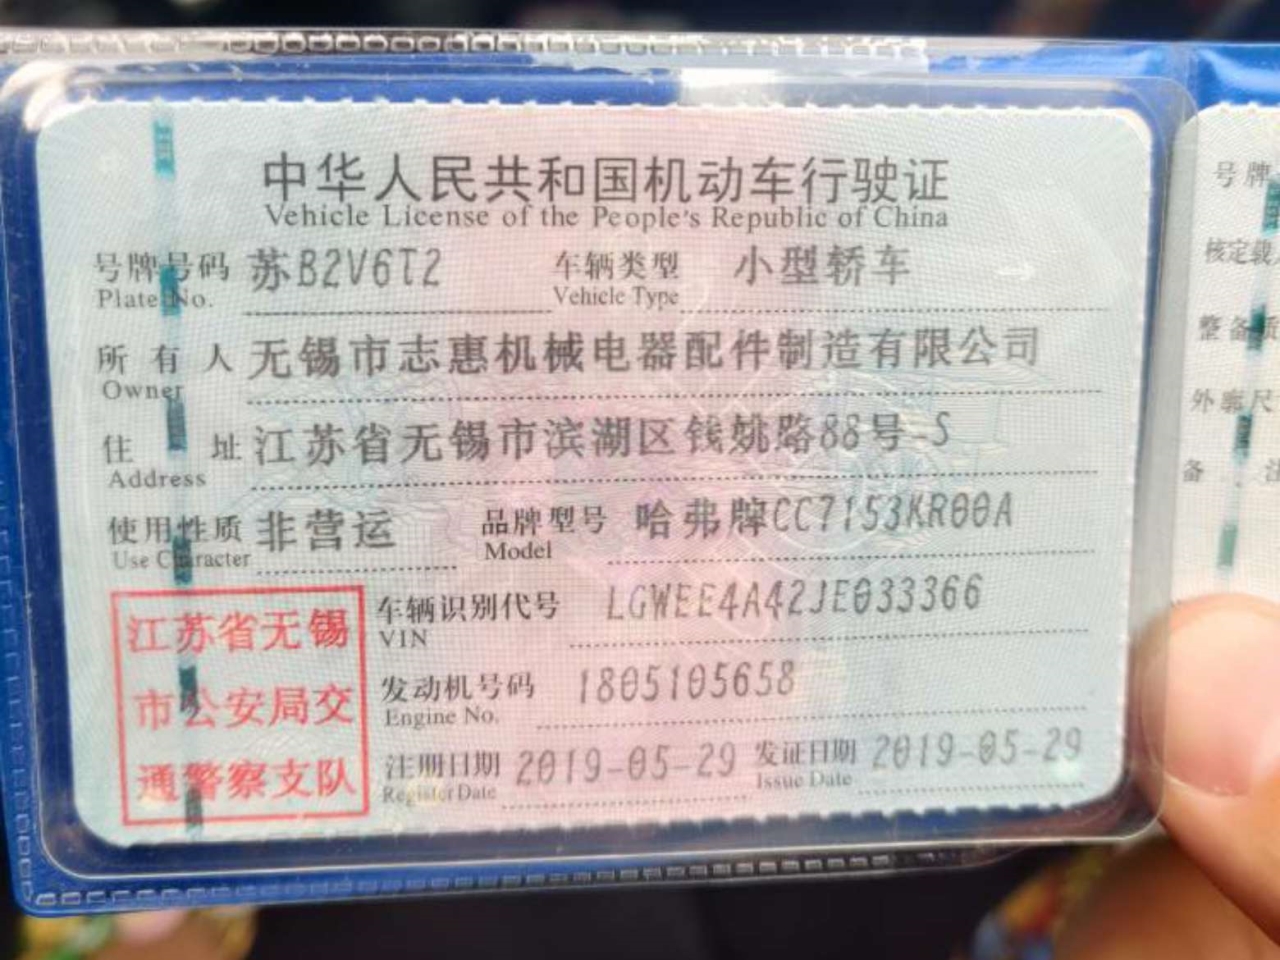 中华人民共和国机动车行驶证
Vehicle License of the People's Republic of China
号牌号码 苏B2V6T2 车辆类型 小型轿车
Plate No. Vehicle Type
所有人 无锡市志惠机械电器配件制造有限公司
Owner
住址 江苏省无锡市滨湖区钱姚路88号-S
Address
使用性质 非营运 品牌型号 哈弗牌CC7153KR00A
Use Character Model
车辆识别代号 LGWEE4A42JE033366
VIN
发动机号码 1805105658
Engine No.
注册日期 2019-05-29 发证日期 2019-05-29
Register Date Issue Date
江苏省无锡
市公安局交
通警察支队
号牌
核定载
整备
外廓尺
备